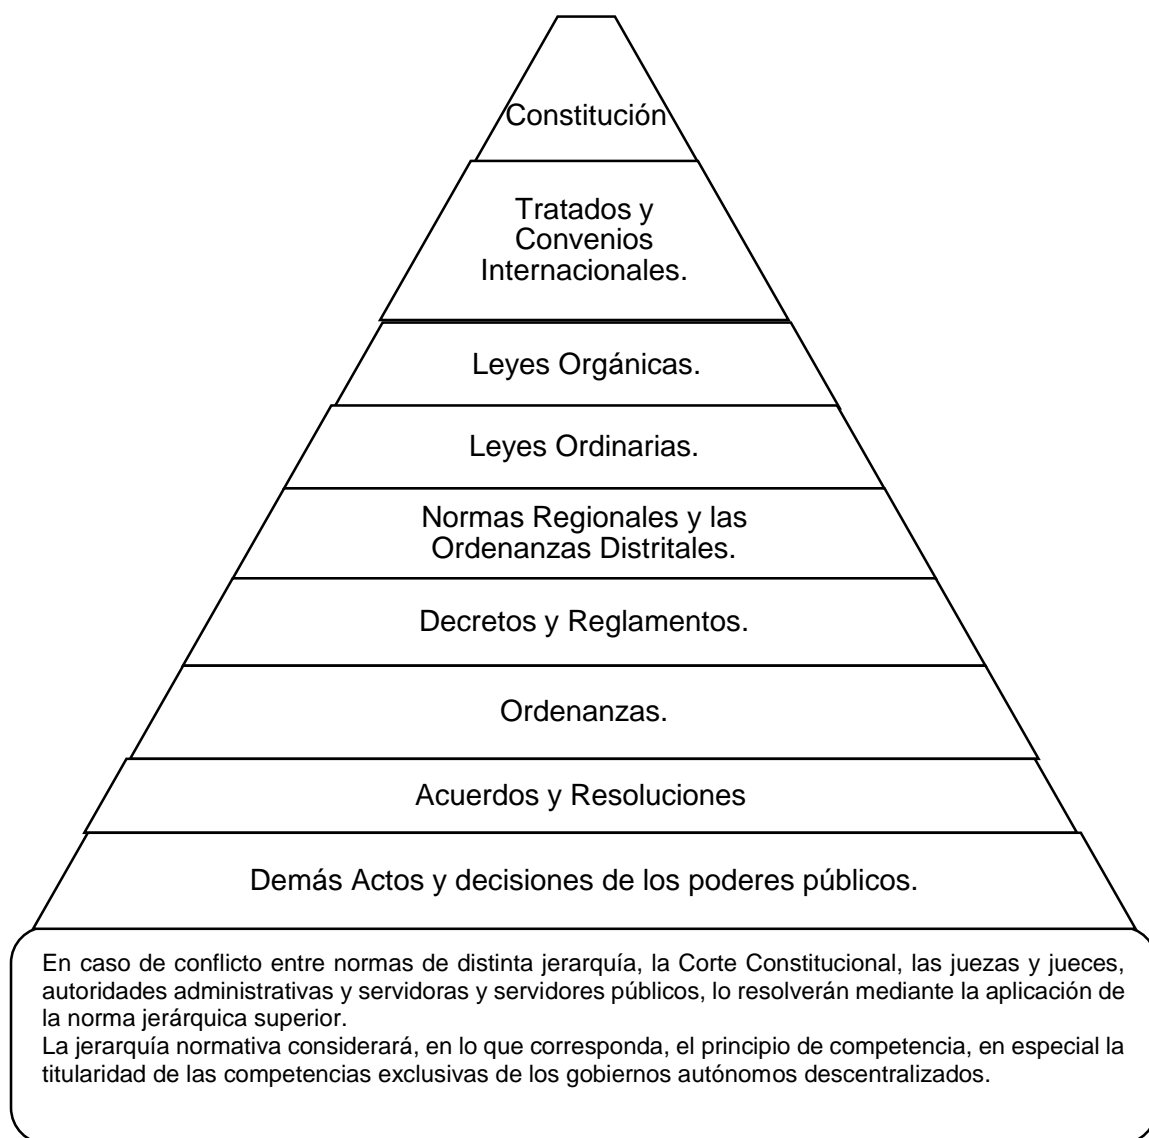 Constitución
Tratados y
Convenios
Internacionales.
Leyes Orgánicas.
Leyes Ordinarias.
Normas Regionales y las
Ordenanzas Distritales.
Decretos y Reglamentos.
Ordenanzas.
Acuerdos y Resoluciones
Demás Actos y decisiones de los poderes públicos.
En caso de conflicto entre normas de distinta jerarquía, la Corte Constitucional, las juezas y jueces,
autoridades administrativas y servidoras y servidores públicos, lo resolverán mediante la aplicación de
la norma jerárquica superior.
La jerarquía normativa considerará, en lo que corresponda, el principio de competencia, en especial la
titularidad de las competencias exclusivas de los gobiernos autónomos descentralizados.